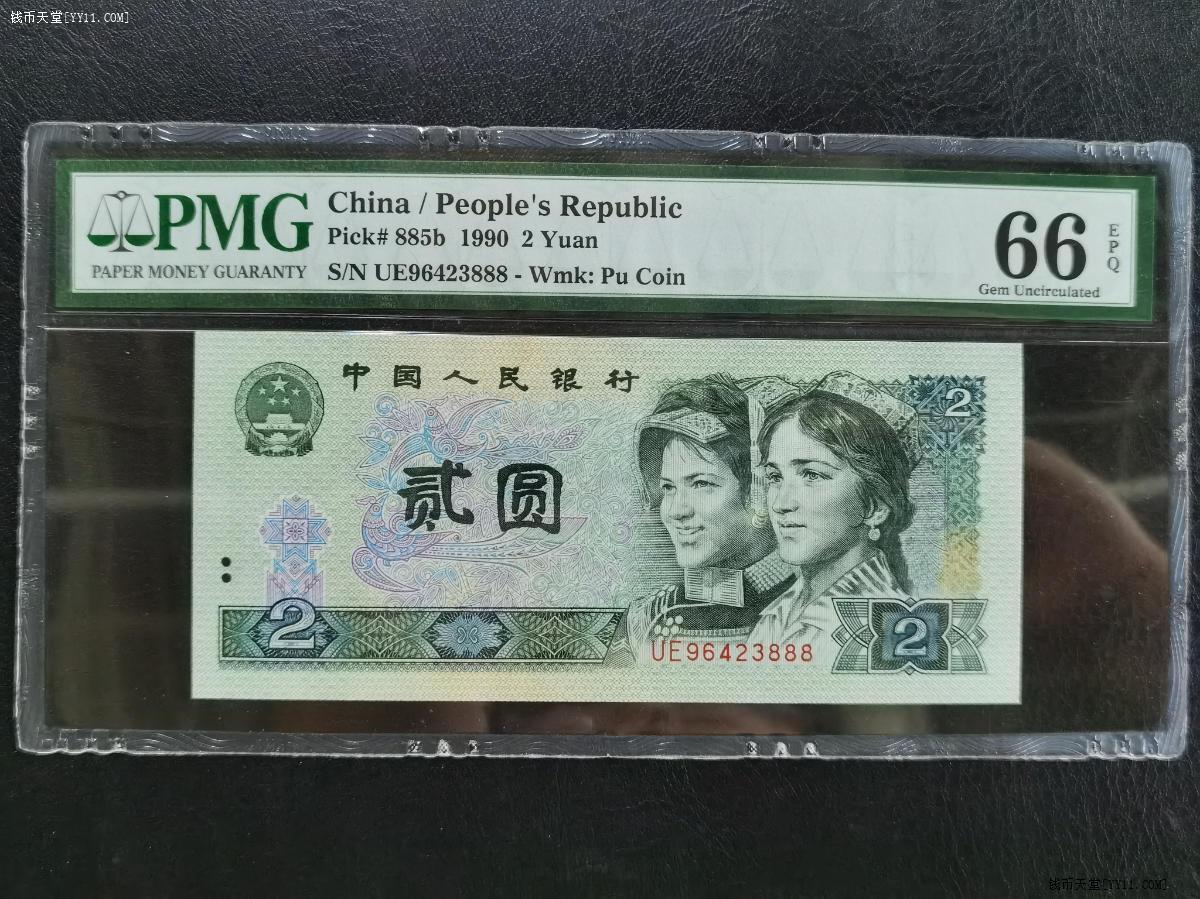 钱币天堂[YY11.COM]
PMG
PAPER MONEY GUARANTY
China / People's Republic
Pick# 885b 1990 2 Yuan
S/N UE96423888 - Wmk: Pu Coin
66
EPQ
Gem Uncirculated
中国人民银行
2
贰圆
2
UE96423888
2
钱币天堂[YY11.COM]